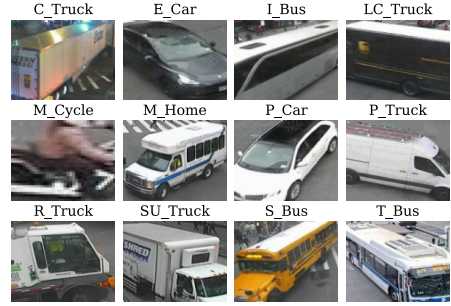 C_Truck E_Car I_Bus LC_Truck
M_Cycle M_Home P_Car P_Truck
R_Truck SU_Truck S_Bus T_Bus
SHRED